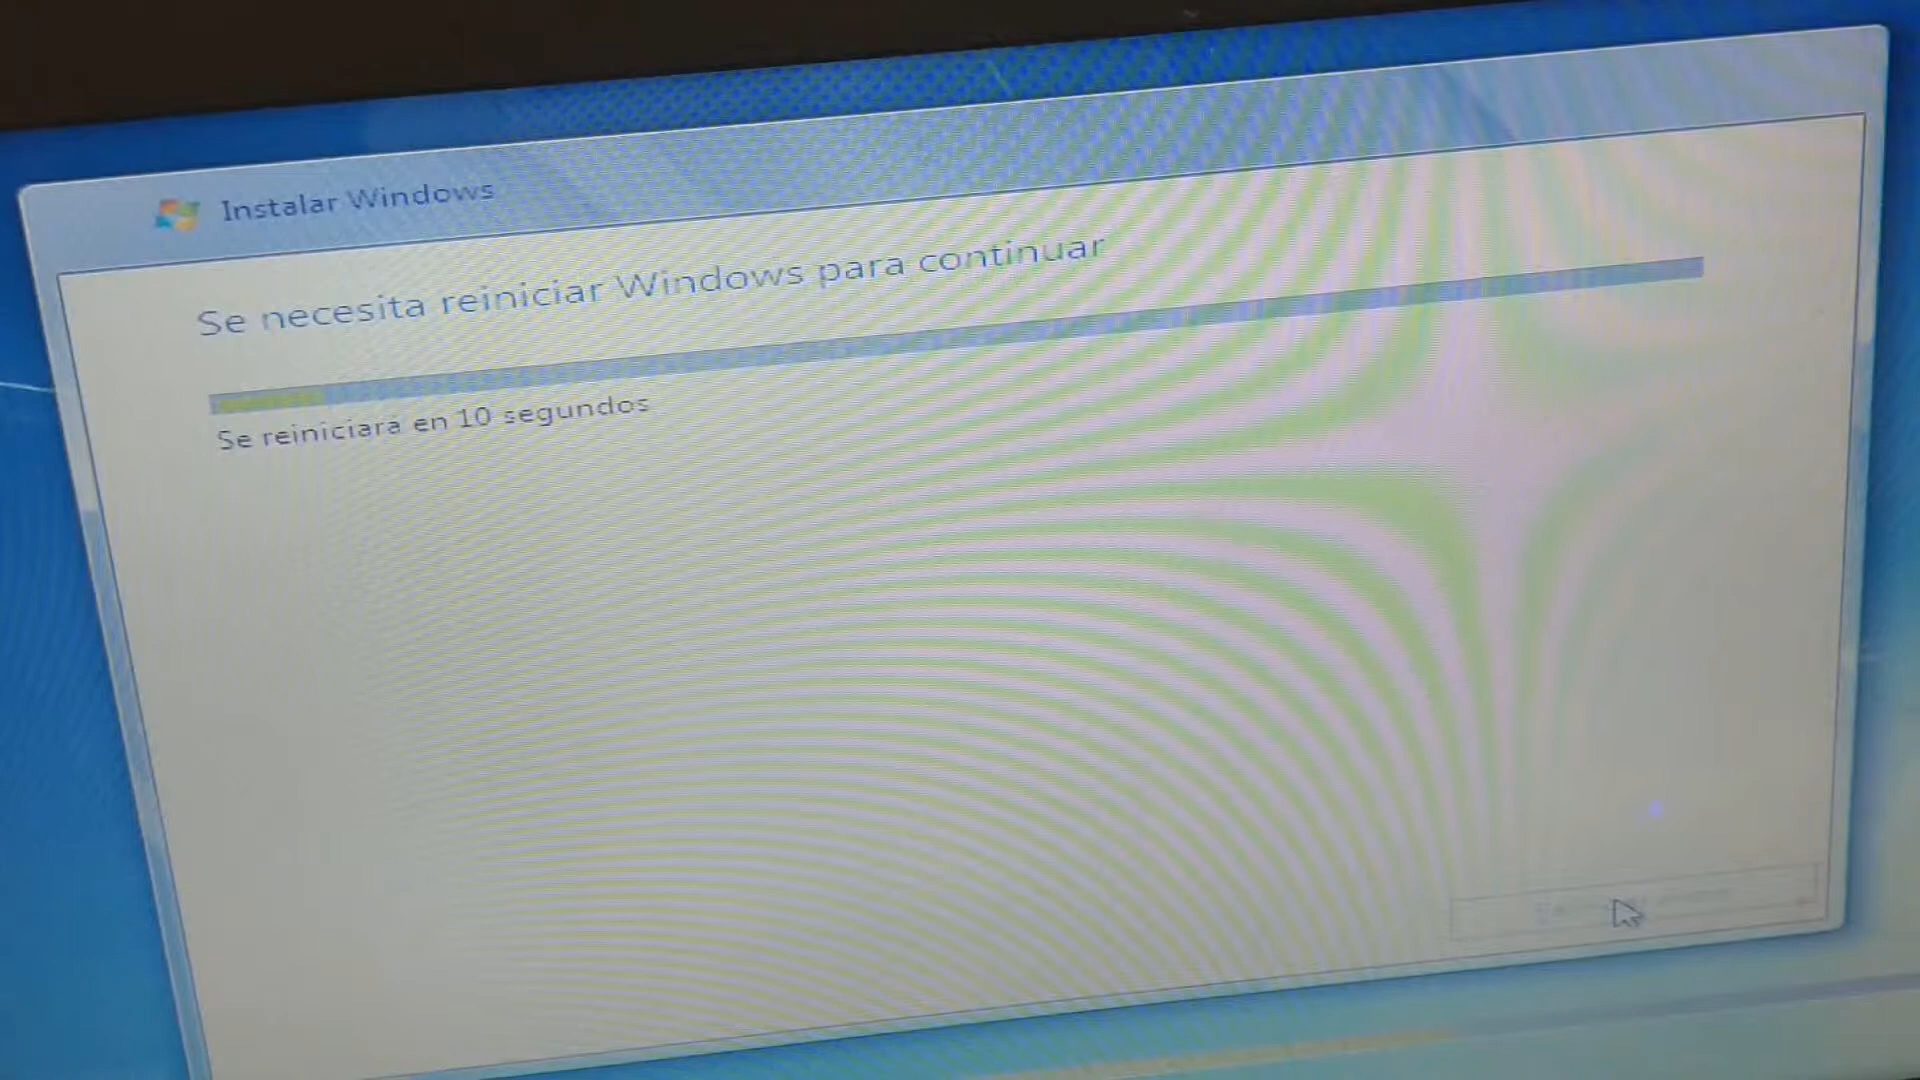 Instalar Windows
Se necesita reiniciar Windows para continuar
Se reiniciará en 10 segundos